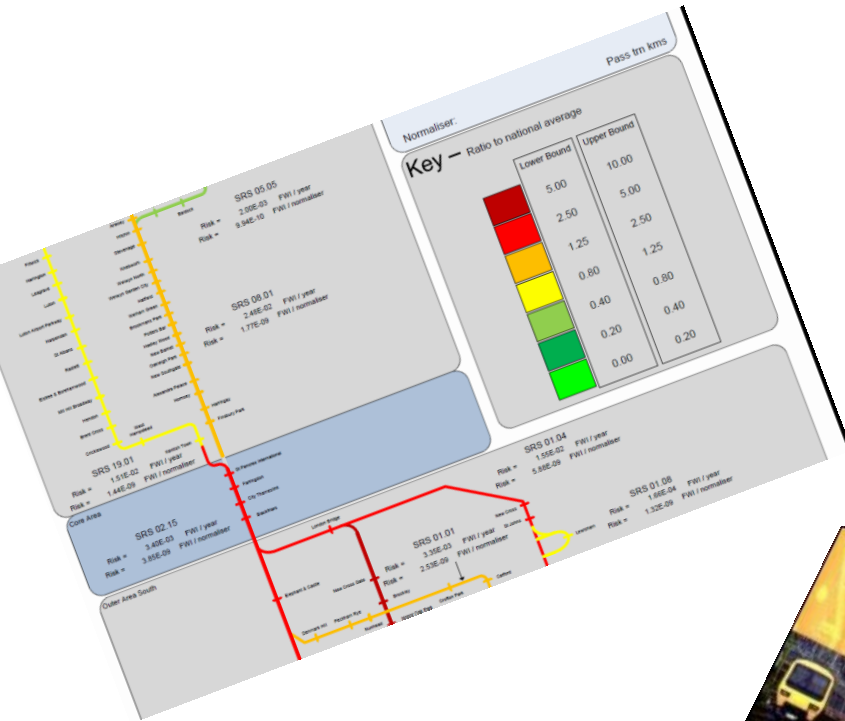 Normaliser:
Pass trn kms
Key – Ratio to national average
Lower Bound
Upper Bound
5.00
10.00
2.50
5.00
1.25
2.50
0.80
1.25
0.40
0.80
0.20
0.40
0.00
0.20
SRS 05.05
Risk = 2.00E-03 FWI / year
Risk = 9.94E-10 FWI / normaliser
SRS 08.01
Risk = 2.48E-02 FWI / year
Risk = 1.77E-09 FWI / normaliser
Hitchin
Stevenage
Knebworth
Welwyn North
Welwyn Garden City
Hatfield
Welham Green
Brookmans Park
Potters Bar
Hadley Wood
New Barnet
Oakleigh Park
New Southgate
Alexandra Palace
Hornsey
Harringay
Finsbury Park
Harlington
Leagrave
Luton
Luton Airport Parkway
Harpenden
St Albans
Radlett
Elstree & Borehamwood
Mill Hill Broadway
Hendon
Brent Cross
Cricklewood
West Hampstead
Kentish Town
SRS 19.01
Risk = 1.51E-02 FWI / year
Risk = 1.44E-09 FWI / normaliser
Core Area
St Pancras International
Farringdon
City Thameslink
Blackfriars
SRS 02.15
Risk = 3.40E-03 FWI / year
Risk = 3.85E-09 FWI / normaliser
Outer Area South
London Bridge
Elephant & Castle
New Cross Gate
Brockley
Honor Oak Park
Denmark Hill
Peckham Rye
Nunhead
Crofton Park
Catford
SRS 01.01
Risk = 3.35E-03 FWI / year
Risk = 2.53E-09 FWI / normaliser
SRS 01.04
Risk = 1.55E-02 FWI / year
Risk = 5.88E-09 FWI / normaliser
New Cross
St Johns
Lewisham
SRS 01.08
Risk = 1.66E-04 FWI / year
Risk = 1.32E-09 FWI / normaliser